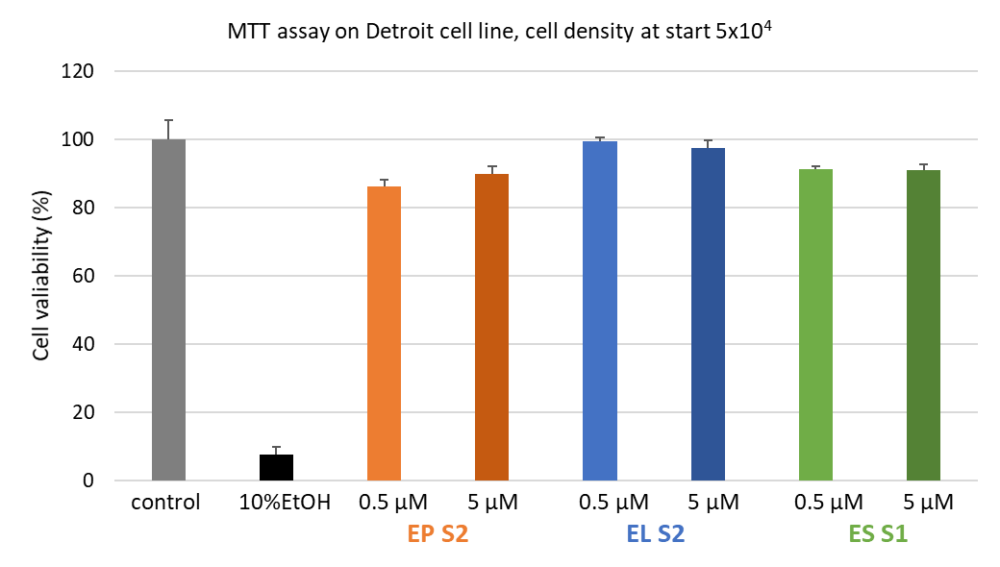 MTT assay on Detroit cell line, cell density at start 5x10⁴
120
100
80
60
40
20
0
Cell valiability (%)
control 10%EtOH 0.5 µM 5 µM 0.5 µM 5 µM 0.5 µM 5 µM
EP S2 EL S2 ES S1